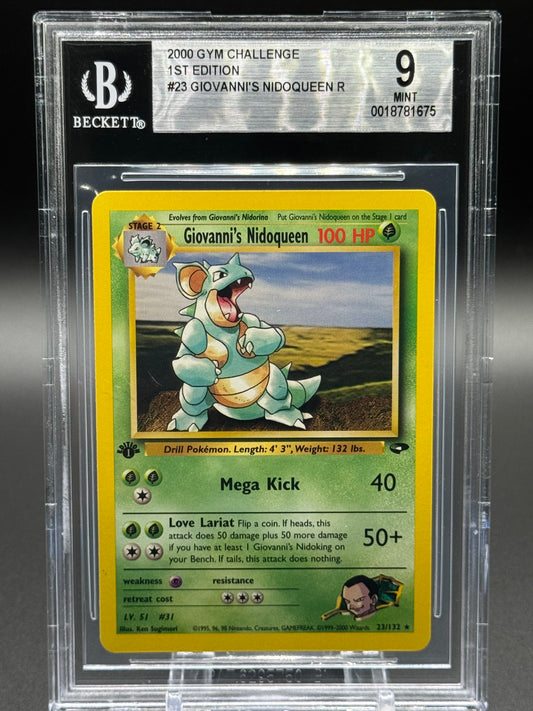 2000 GYM CHALLENGE
1ST EDITION
#23 GIOVANNI'S NIDOQUEEN R
BECKETT®
9
MINT
0018781675
Evolves from Giovanni's Nidorina Put Giovanni's Nidoqueen on the Stage 1 card
STAGE 2
Giovanni's Nidoqueen 100 HP
Drill Pokémon. Length: 4' 3", Weight: 132 lbs.
EDITION
1
Mega Kick 40
Love Lariat Flip a coin. If heads, this
attack does 50 damage plus 50 more damage
if you have at least 1 Giovanni's Nidoking on
your Bench. If tails, this attack does nothing.
50+
weakness resistance
retreat cost
LV. 51 #31
Illus. Ken Sugimori
©1995, 96, 98 Nintendo, Creatures, GAMEFREAK. ©1999-2000 Wizards.
23/132 ★